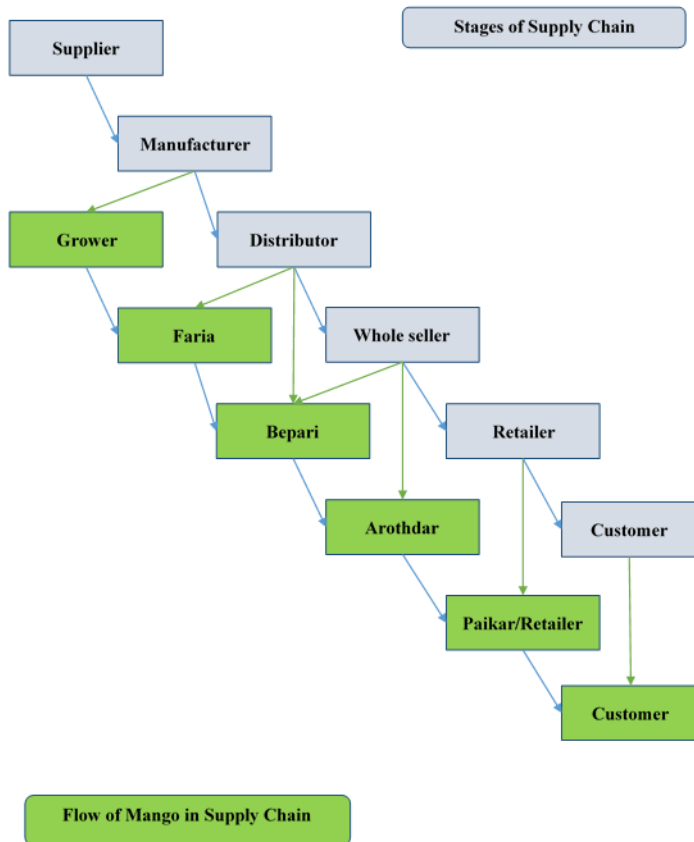 Stages of Supply Chain
Supplier
Manufacturer
Grower
Distributor
Faria
Whole seller
Bepari
Retailer
Arothdar
Customer
Paikar/Retailer
Customer
Flow of Mango in Supply Chain